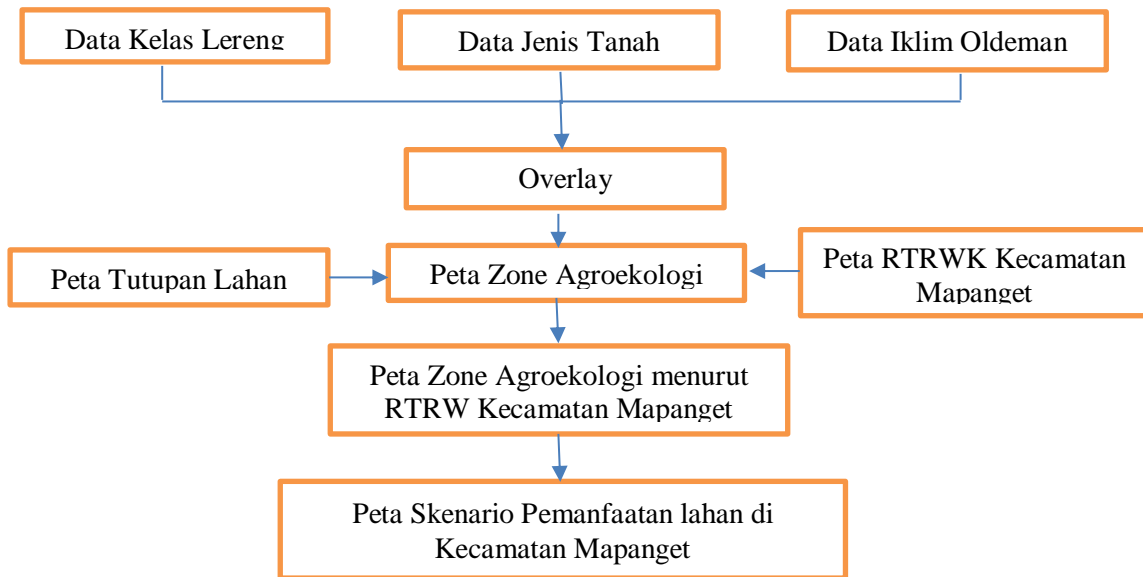 Data Kelas Lereng
Data Jenis Tanah
Data Iklim Oldeman
Overlay
Peta Tutupan Lahan
Peta Zone Agroekologi
Peta RTRWK Kecamatan
Mapanget
Peta Zone Agroekologi menurut
RTRW Kecamatan Mapanget
Peta Skenario Pemanfaatan lahan di
Kecamatan Mapanget